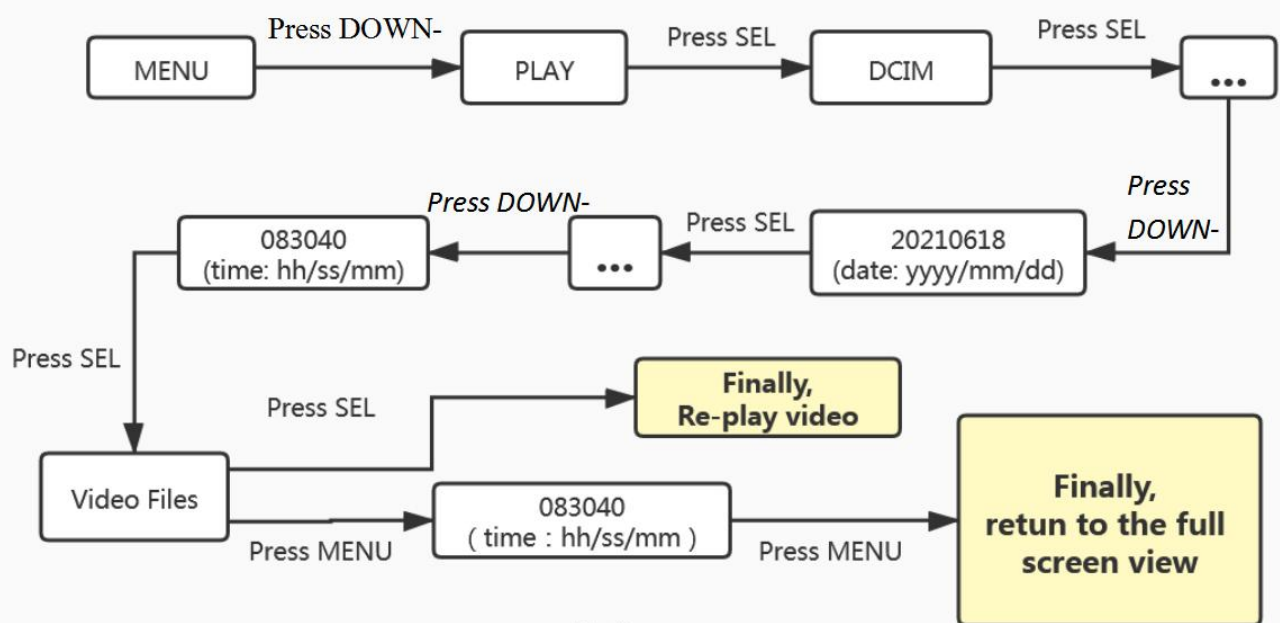 Press DOWN-
Press SEL
Press SEL
MENU
PLAY
DCIM
...
Press
DOWN-
Press DOWN-
Press SEL
083040
(time: hh/ss/mm)
...
20210618
(date: yyyy/mm/dd)
Press SEL
Press SEL
Finally,
Re-play video
Video Files
083040
( time : hh/ss/mm )
Press MENU
Press MENU
Finally,
retun to the full
screen view